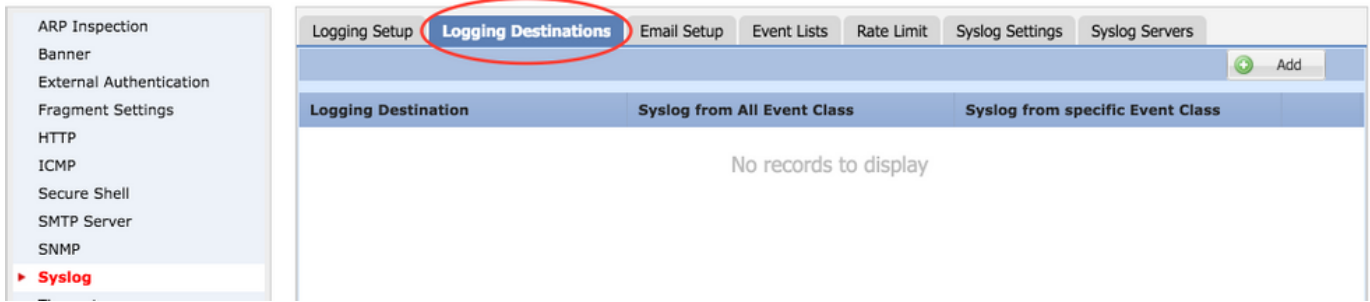 ARP Inspection
Banner
External Authentication
Fragment Settings
HTTP
ICMP
Secure Shell
SMTP Server
SNMP
Syslog
Logging Setup Logging Destinations Email Setup Event Lists Rate Limit Syslog Settings Syslog Servers
Add
Logging Destination Syslog from All Event Class Syslog from specific Event Class
No records to display